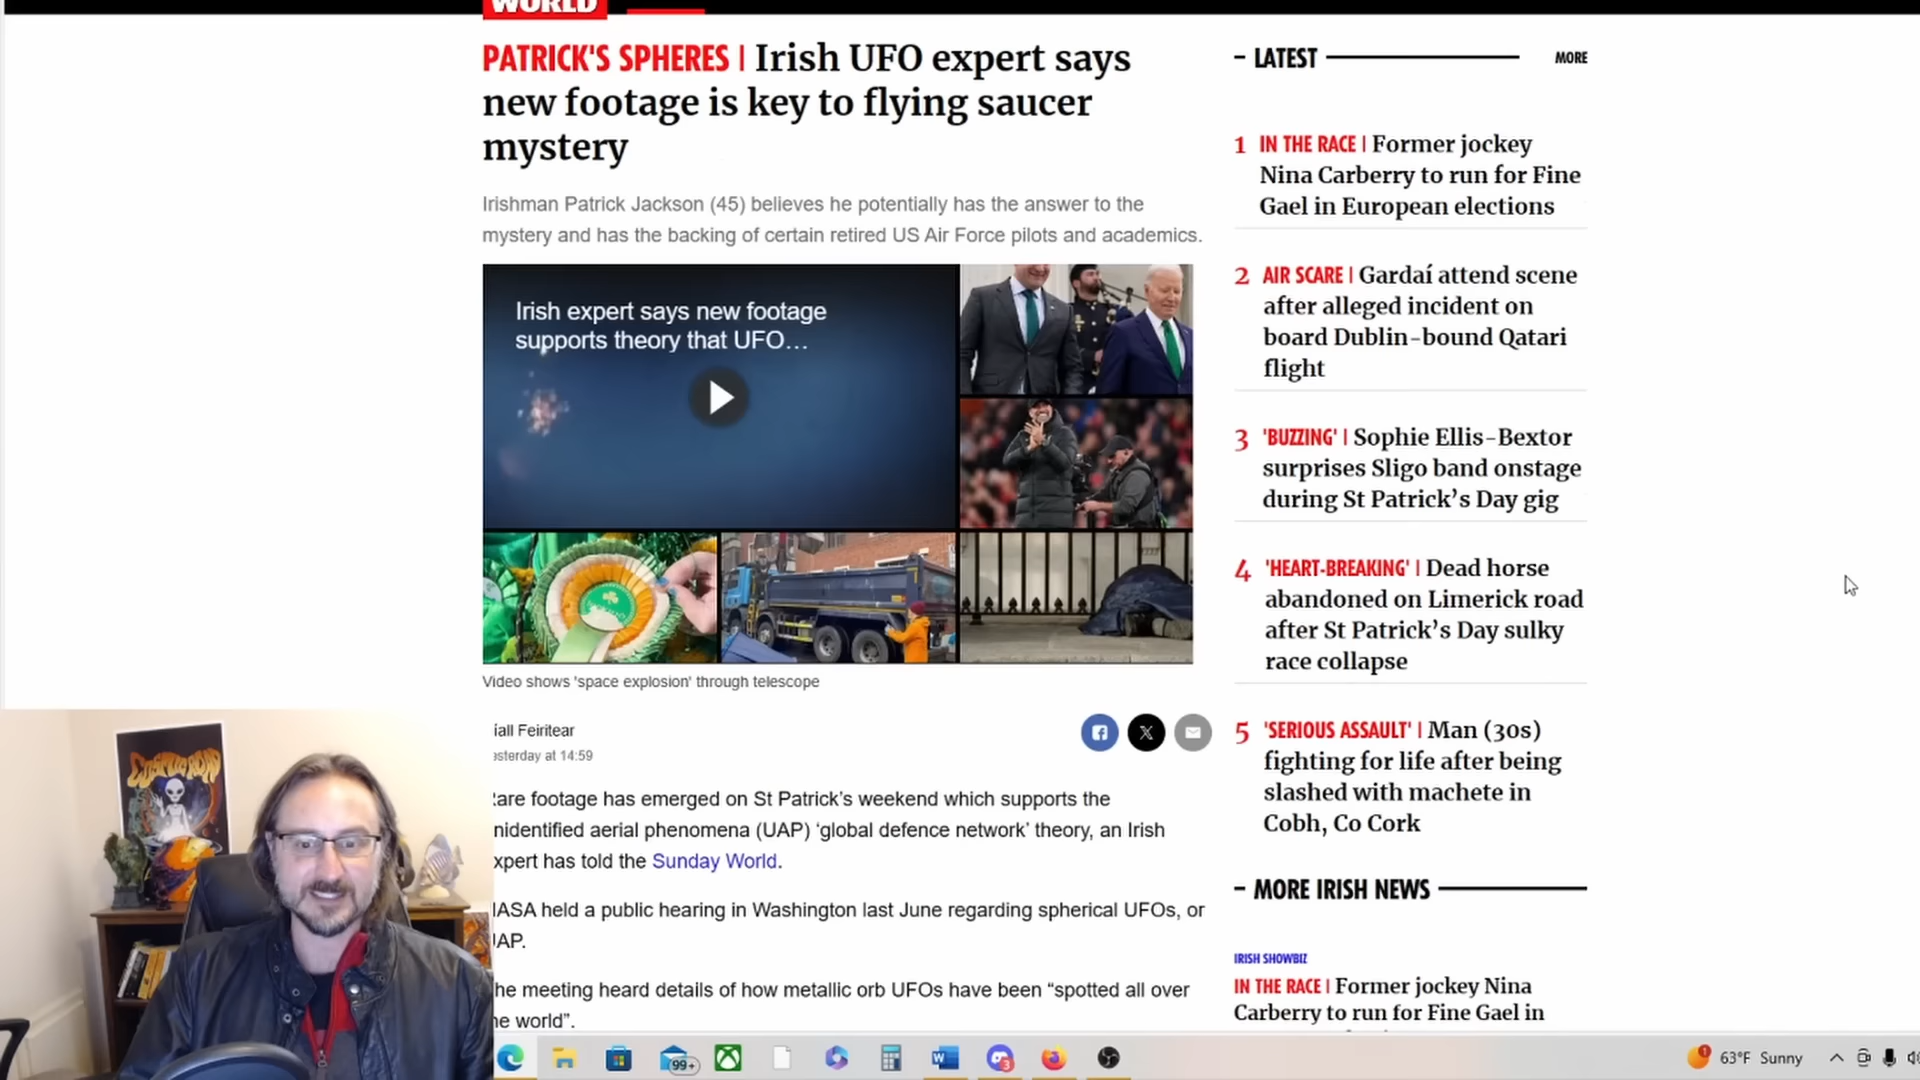 WORLD
PATRICK'S SPHERES | Irish UFO expert says
new footage is key to flying saucer
mystery
Irishman Patrick Jackson (45) believes he potentially has the answer to the
mystery and has the backing of certain retired US Air Force pilots and academics.
Irish expert says new footage
supports theory that UFO…
Video shows 'space explosion' through telescope
iall Feiritear
esterday at 14:59
are footage has emerged on St Patrick's weekend which supports the
nidentified aerial phenomena (UAP) ‘global defence network’ theory, an Irish
xpert has told the Sunday World.
NASA held a public hearing in Washington last June regarding spherical UFOs, or
UAP.
he meeting heard details of how metallic orb UFOs have been “spotted all over
he world”.
LATEST
MORE
1 IN THE RACE | Former jockey
Nina Carberry to run for Fine
Gael in European elections
2 AIR SCARE | Gardaí attend scene
after alleged incident on
board Dublin-bound Qatari
flight
3 'BUZZING' | Sophie Ellis-Bextor
surprises Sligo band onstage
during St Patrick’s Day gig
4 'HEART-BREAKING' | Dead horse
abandoned on Limerick road
after St Patrick’s Day sulky
race collapse
5 'SERIOUS ASSAULT' | Man (30s)
fighting for life after being
slashed with machete in
Cobh, Co Cork
MORE IRISH NEWS
IRISH SHOWBIZ
IN THE RACE | Former jockey Nina
Carberry to run for Fine Gael in
COSMIC ROAD
99+
3
1
63°F Sunny